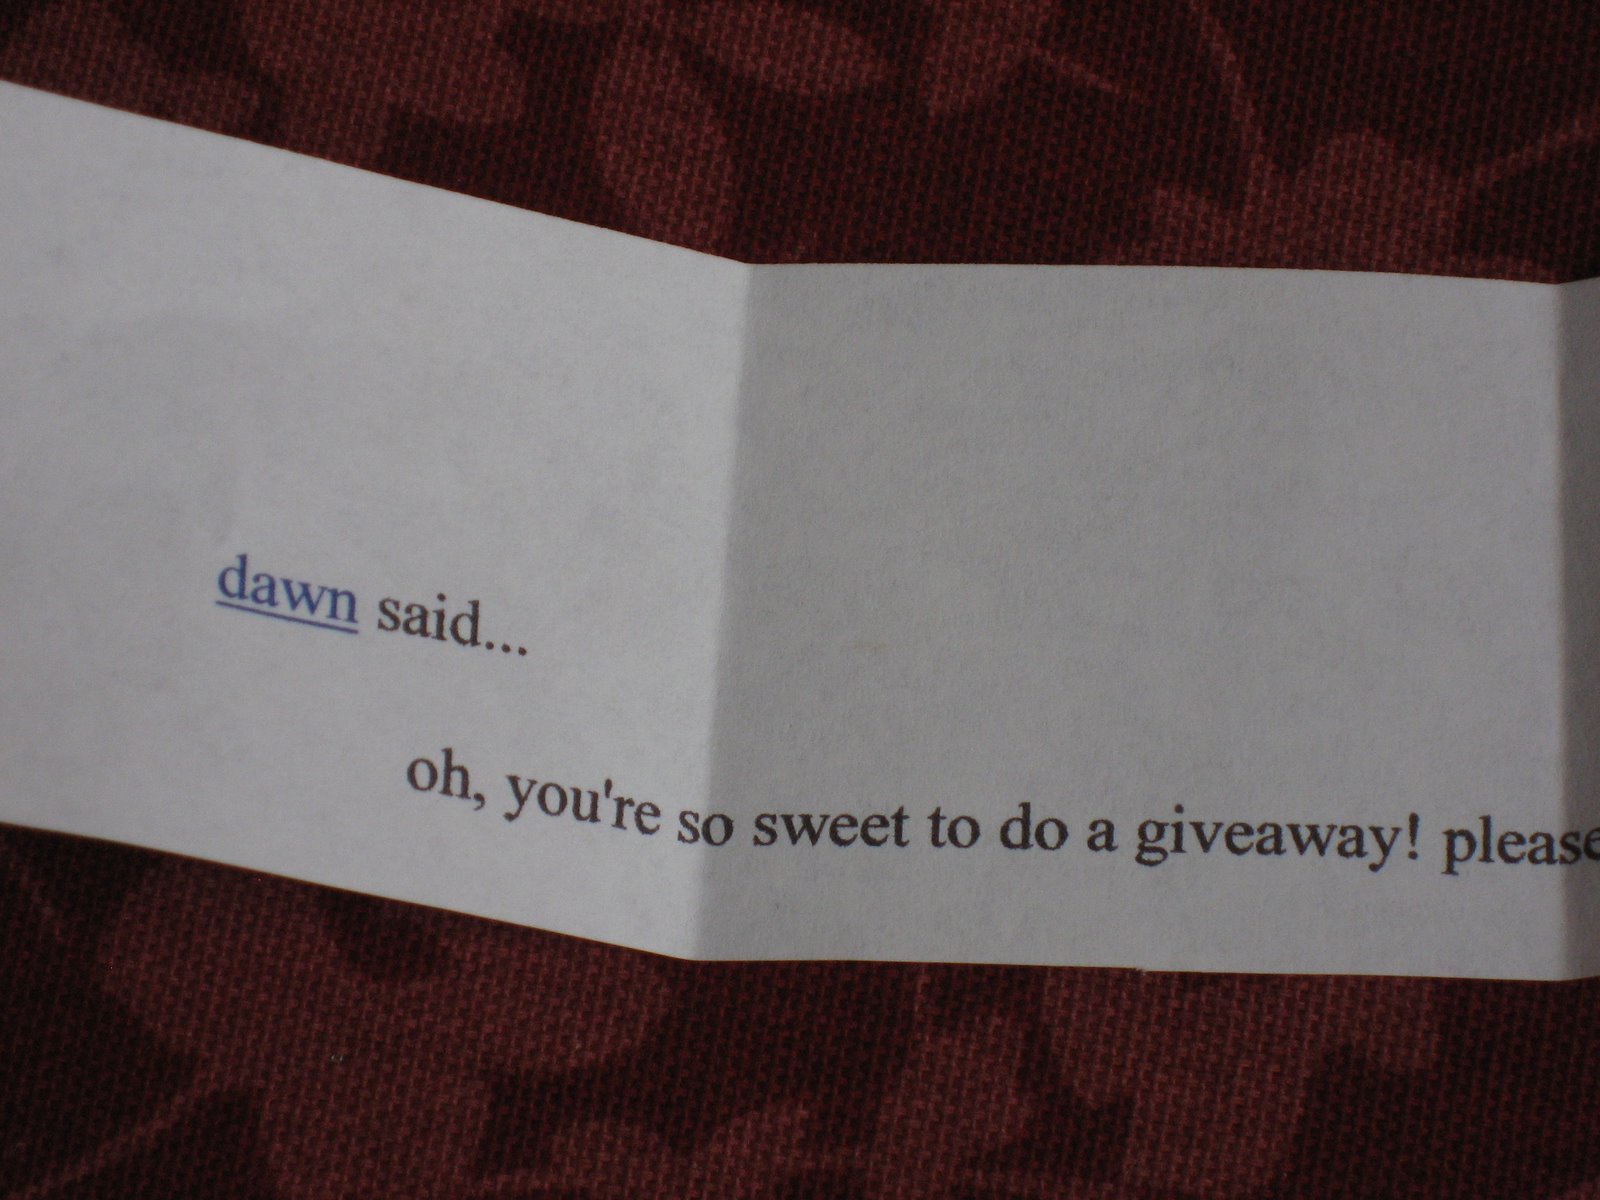 dawn said...
oh, you're so sweet to do a giveaway! please